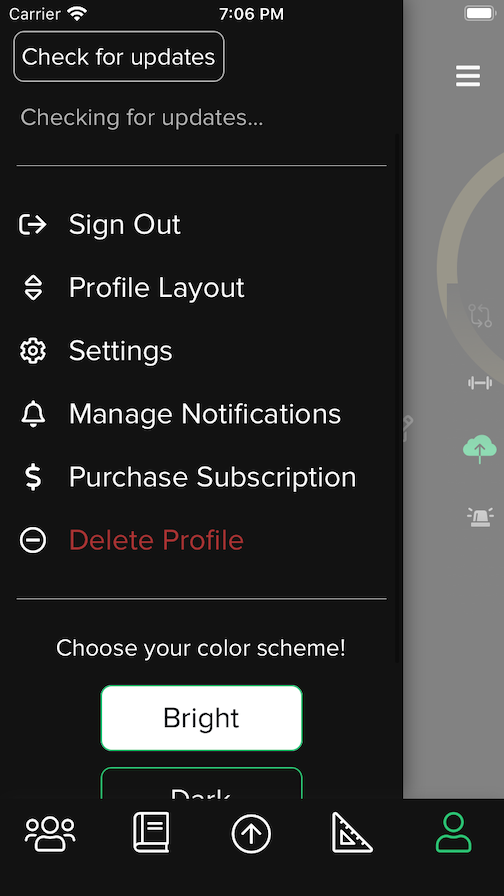 Carrier 7:06 PM
Check for updates
Checking for updates...
Sign Out
Profile Layout
Settings
Manage Notifications
Purchase Subscription
Delete Profile
Choose your color scheme!
Bright
Dark